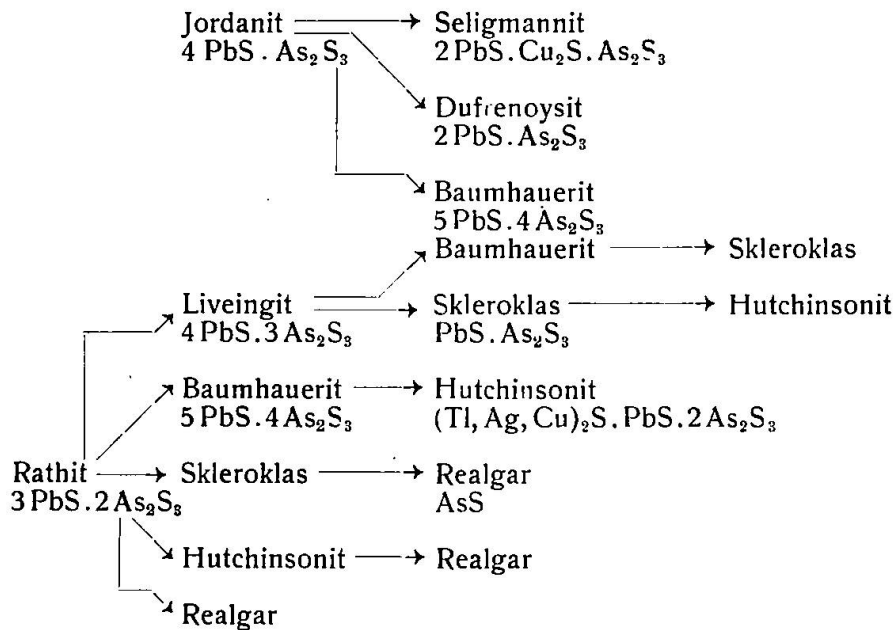 Jordanit → Seligmannit
4 PbS . As₂S₃ 2 PbS . Cu₂S . As₂S₃
Dufrenoysit
2 PbS . As₂S₃
Baumhauerit
5 PbS . 4 As₂S₃
Baumhauerit → Skleroklas
Liveingit → Skleroklas → Hutchinsonit
4 PbS . 3 As₂S₃ PbS . As₂S₃
Baumhauerit → Hutchinsonit
5 PbS . 4 As₂S₃ (Tl, Ag, Cu)₂S . PbS . 2 As₂S₃
Rathit → Skleroklas → Realgar
3 PbS . 2 As₂S₃ AsS
Hutchinsonit → Realgar
Realgar